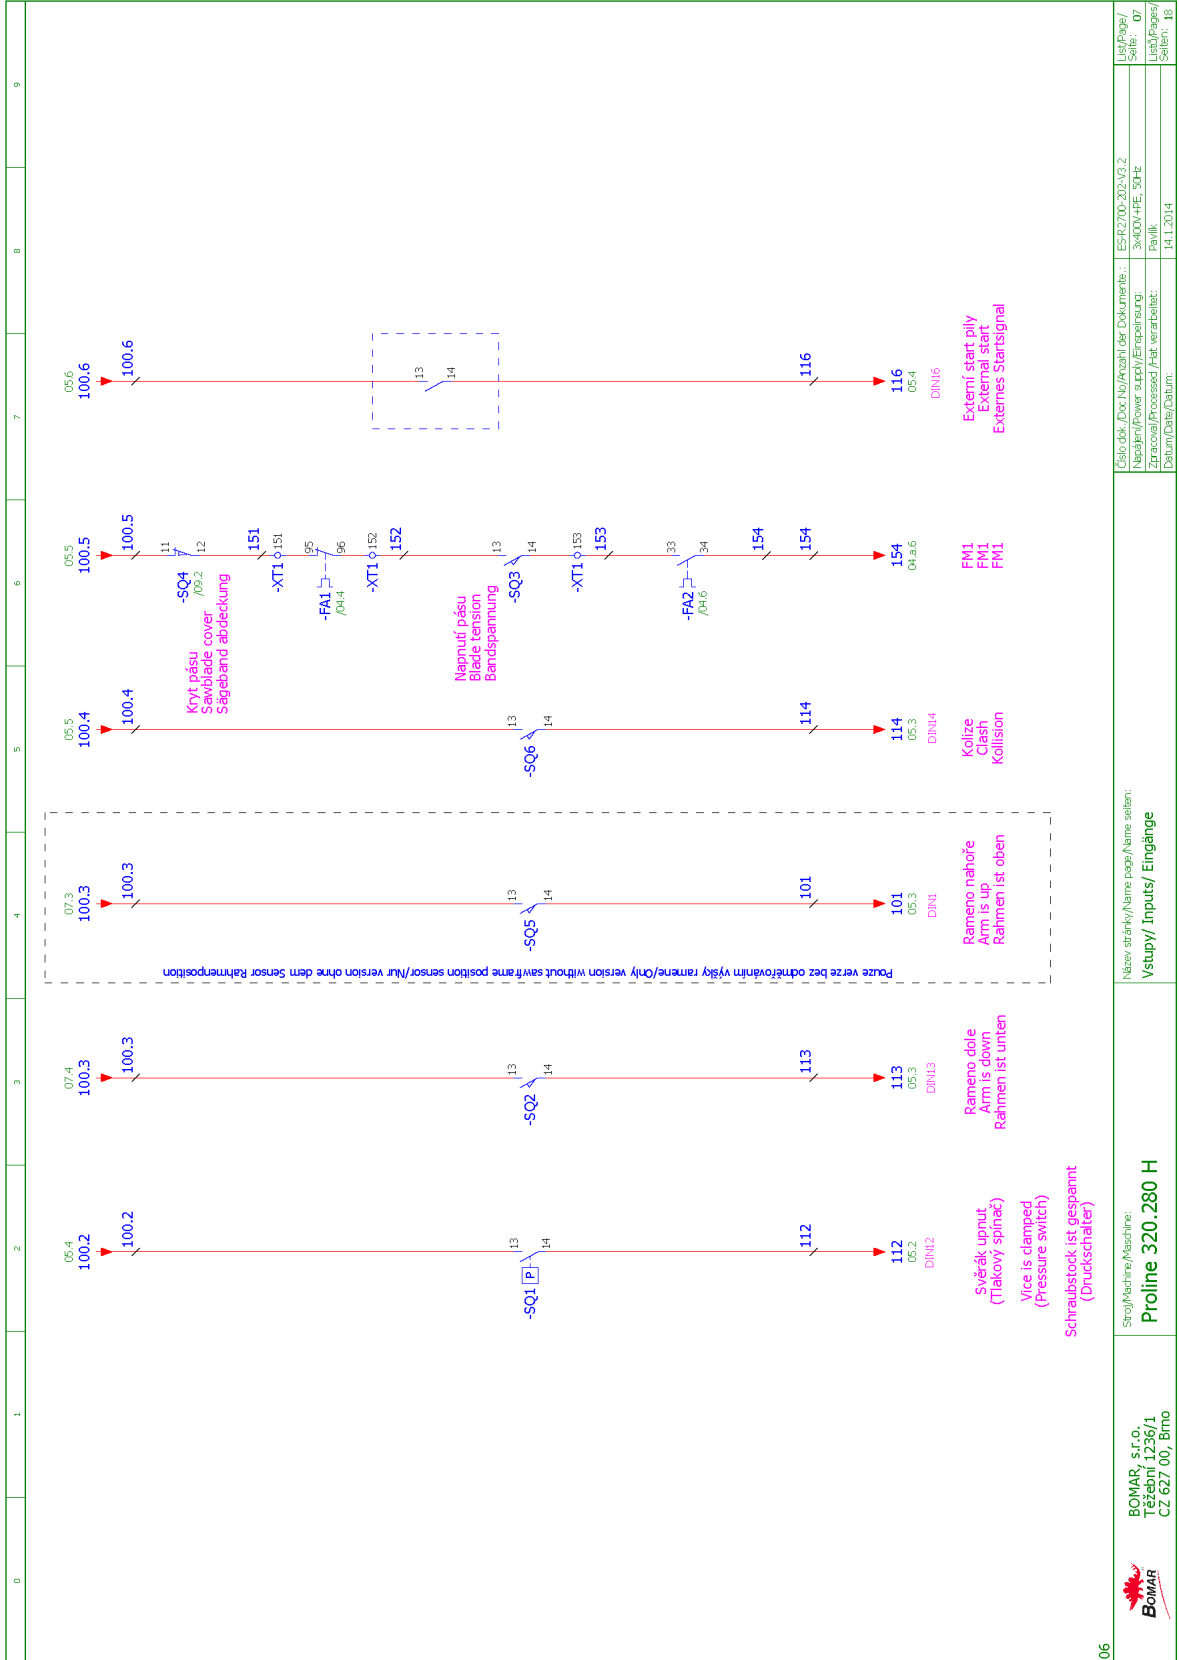 0
1
2
3
4
5
6
7
8
9
05.4
100.2
100.2
-SQ1
P
13
14
112
112
05.2
DIN12
Svěrák upnut
(Tlakový spínač)
Vice is clamped
(Pressure switch)
Schraubstock ist gespannt
(Druckschalter)
07.4
100.3
100.3
-SQ2
13
14
113
113
05.3
DIN13
Rameno dole
Arm is down
Rahmen ist unten
Pouze verze bez odměřováním výšky ramene/Only version without sawframe position sensor/Nur version ohne dem Sensor Rahmenposition
07.3
100.3
100.3
-SQ5
13
14
101
101
05.3
DIN1
Rameno nahoře
Arm is up
Rahmen ist oben
05.5
100.4
100.4
-SQ6
13
14
114
114
05.3
DIN14
Kolize
Clash
Kollision
05.5
100.5
100.5
-SQ4
/09.2
11
12
Kryt pásu
Sawblade cover
Sägeband abdeckung
151
-XT1
151
-FA1
/04.4
95
96
-XT1
152
152
Napnutí pásu
Blade tension
Bandspannung
-SQ3
13
14
-XT1
153
153
-FA2
/04.6
33
34
154
154
154
04.a.6
FM1
FM1
FM1
05.6
100.6
100.6
13
14
116
116
05.4
DIN16
Externí start pily
External start
Externes Startsignal
06
BOMAR
BOMAR, s.r.o.
Těžební 1236/1
CZ 627 00, Brno
Stroj/Machine/Maschine:
Proline 320.280 H
Název stránky/Name page/Name seiten:
Vstupy/ Inputs/ Eingänge
Číslo dok./Doc No/Anzahl der Dokumente.:
ES-R2700-202-V3.2
Napájení/Power supply/Einspeinsung:
3x400V+PE, 50Hz
Zpracoval/Processed /Hat verarbeitet:
Pavlík
Datum/Date/Datum:
14.1.2014
List/Page/
Seite: 07
Listů/Pages/
Seiten: 18